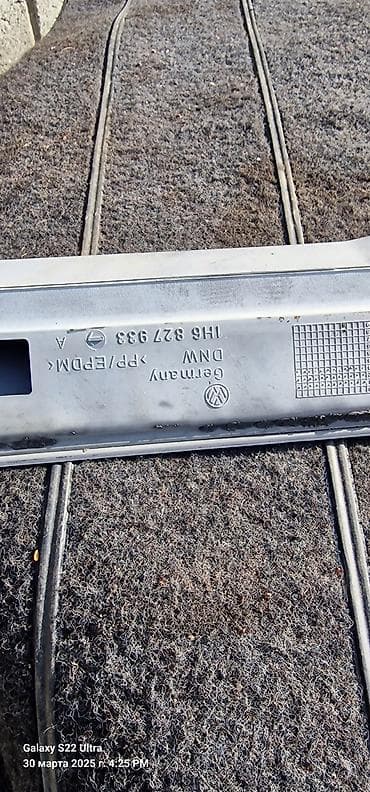 Germany
DNW
1H6 827 933 A
>PP/EPDM<
Galaxy S22 Ultra
30 марта 2025 г. 4:25 PM